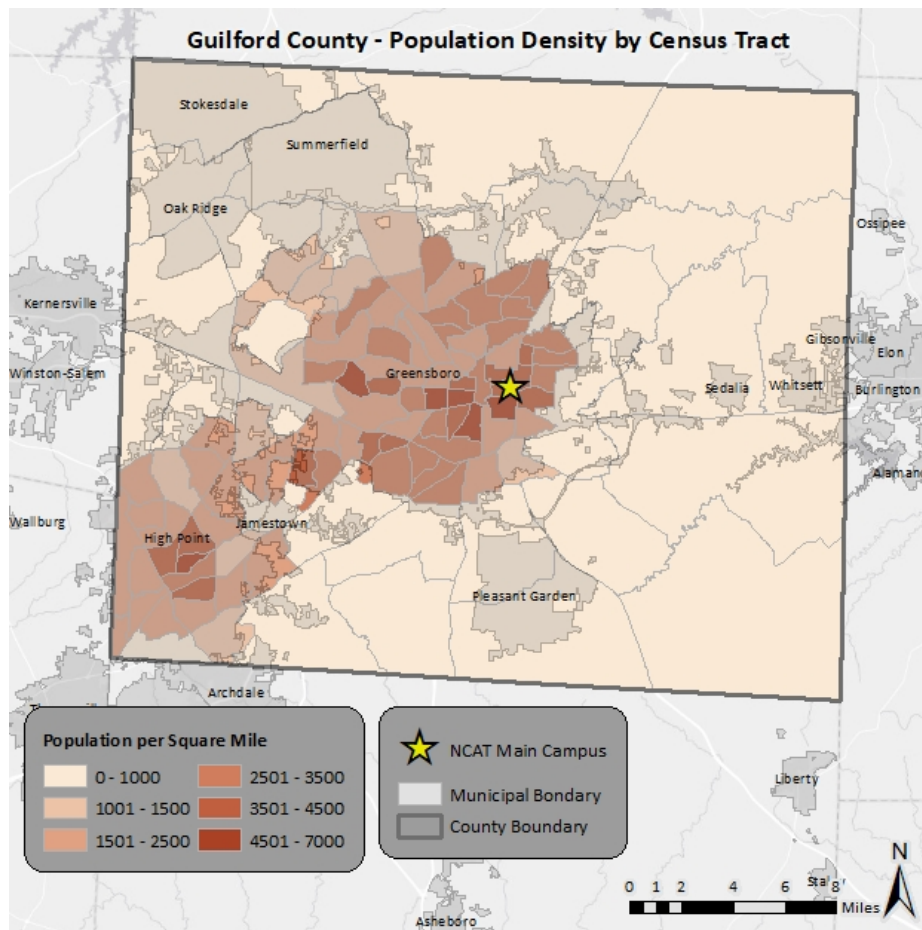 Guilford County - Population Density by Census Tract
Stokesdale
Summerfield
Oak Ridge
Ossipee
Kernersville
Gibsonville
Elon
Winston-Salem
Greensboro
Sedalia
Whitsett
Burlington
Alamance
Wallburg
Jamestown
High Point
Pleasant Garden
Archdale
Population per Square Mile
0 - 1000
1001 - 1500
1501 - 2500
2501 - 3500
3501 - 4500
4501 - 7000
NCAT Main Campus
Municipal Bondary
County Boundary
Liberty
N
0 1 2 4 6 8
Miles
Asheboro